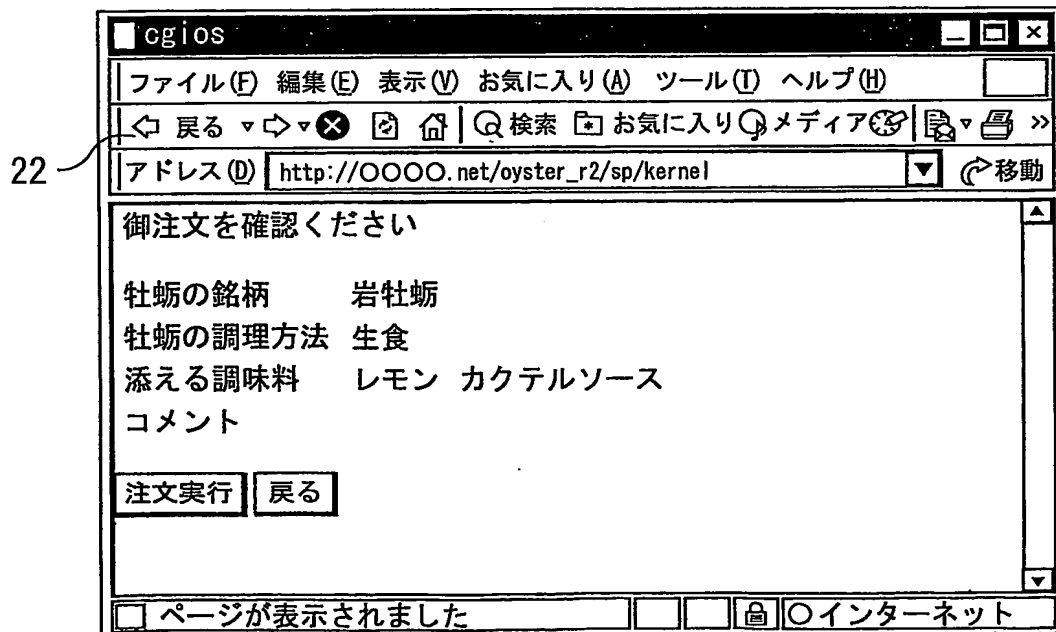 cgios
ファイル(F) 編集(E) 表示(V) お気に入り(A) ツール(T) ヘルプ(H)
戻る 検索 お気に入り メディア »
22
アドレス(D) http://○○○○.net/oyster_r2/sp/kernel 移動
御注文を確認ください
牡蛎の銘柄 岩牡蛎
牡蛎の調理方法 生食
添える調味料 レモン カクテルソース
コメント
注文実行 戻る
ページが表示されました インターネット